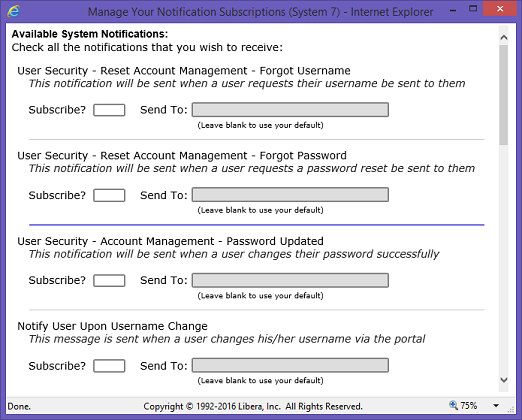 Manage Your Notification Subscriptions (System 7) - Internet Explorer
Available System Notifications:
Check all the notifications that you wish to receive:
User Security - Reset Account Management - Forgot Username
This notification will be sent when a user requests their username be sent to them
Subscribe? Send To:
(Leave blank to use your default)
User Security - Reset Account Management - Forgot Password
This notification will be sent when a user requests a password reset be sent to them
Subscribe? Send To:
(Leave blank to use your default)
User Security - Account Management - Password Updated
This notification will be sent when a user changes their password successfully
Subscribe? Send To:
(Leave blank to use your default)
Notify User Upon Username Change
This message is sent when a user changes his/her username via the portal
Subscribe? Send To:
(Leave blank to use your default)
Done. Copyright © 1992-2016 Libera, Inc. All Rights Reserved. 75%